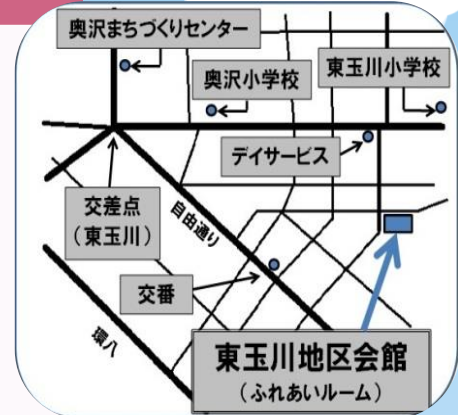 奥沢まちづくりセンター
奥沢小学校
東玉川小学校
デイサービス
交差点
（東玉川）
自由通り
交番
環八
東玉川地区会館
（ふれあいルーム）